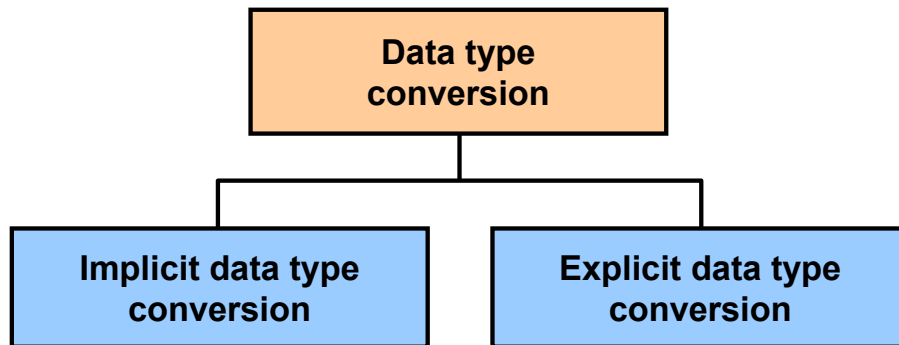 Data type
conversion
Implicit data type
conversion
Explicit data type
conversion